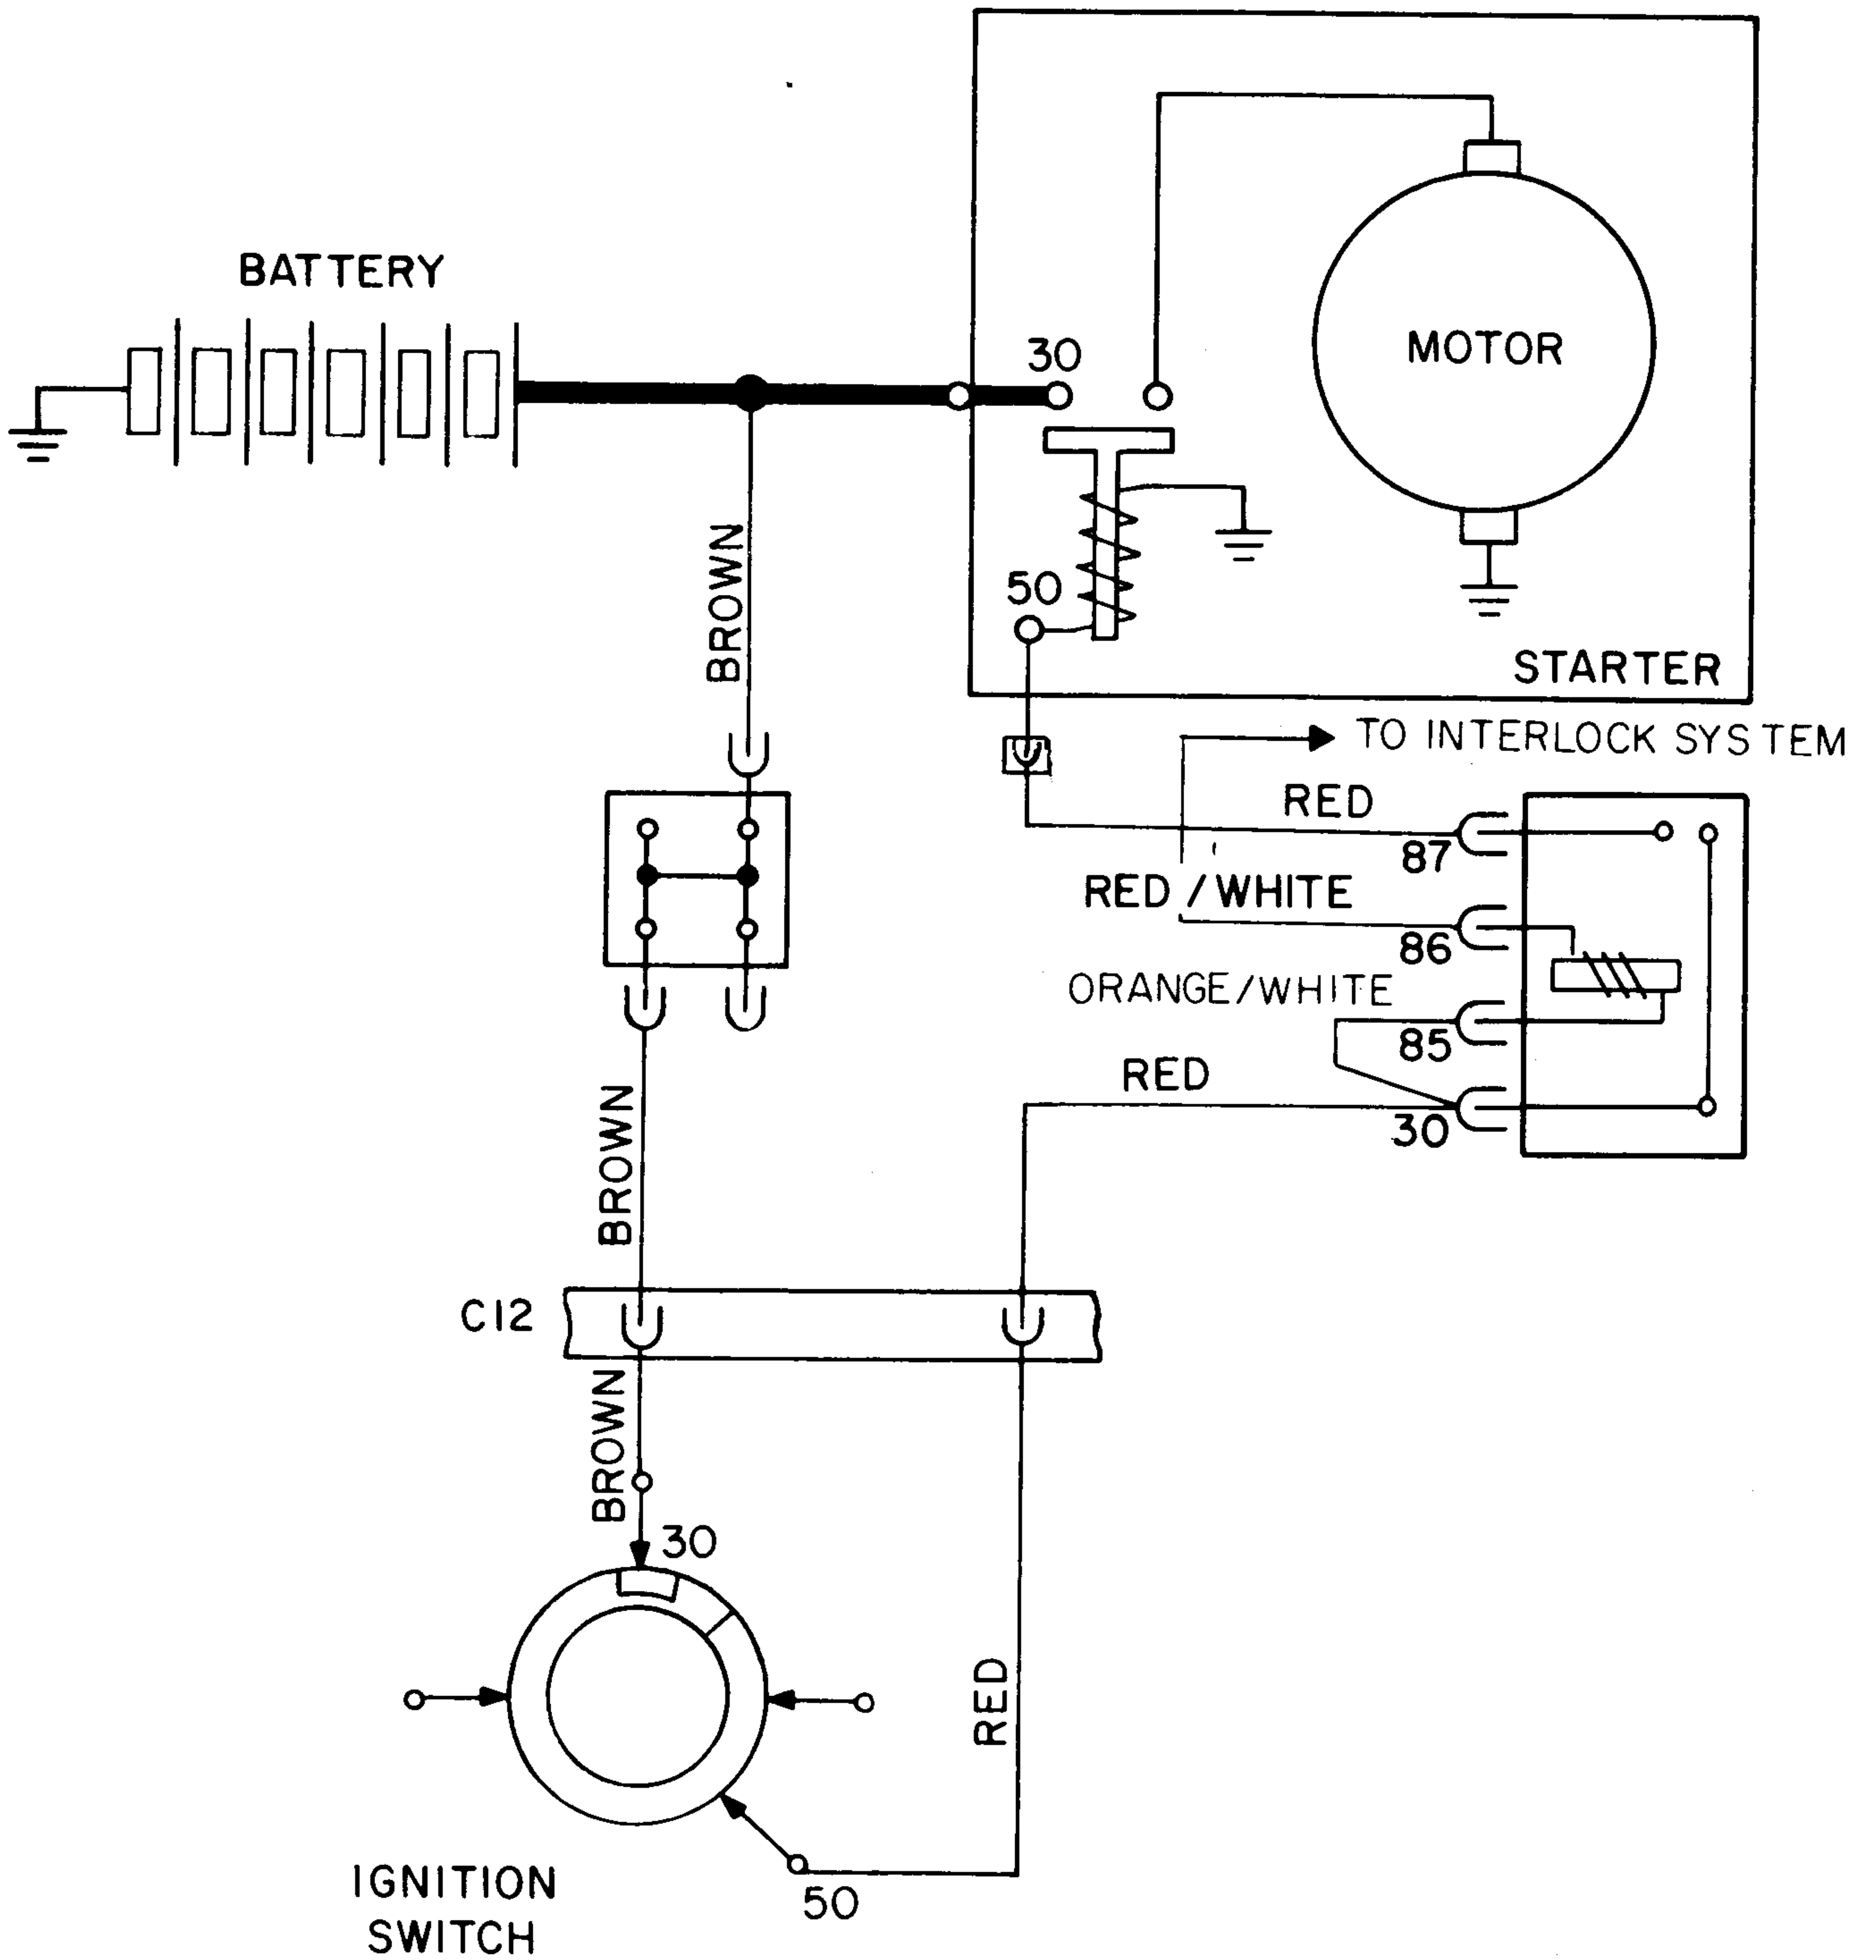 BATTERY
30
MOTOR
BROWN
50
STARTER
TO INTERLOCK SYSTEM
RED
87
RED/WHITE
86
ORANGE/WHITE
85
RED
30
BROWN
C12
BROWN
30
RED
50
IGNITION
SWITCH